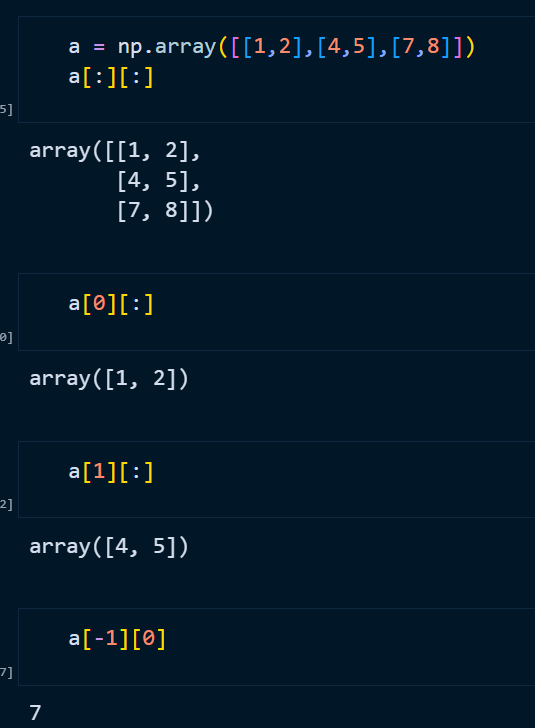 a = np.array([[1,2],[4,5],[7,8]])
a[:][:]
5]
array([[1, 2],
[4, 5],
[7, 8]])
a[0][:]
0]
array([1, 2])
a[1][:]
2]
array([4, 5])
a[-1][0]
7]
7